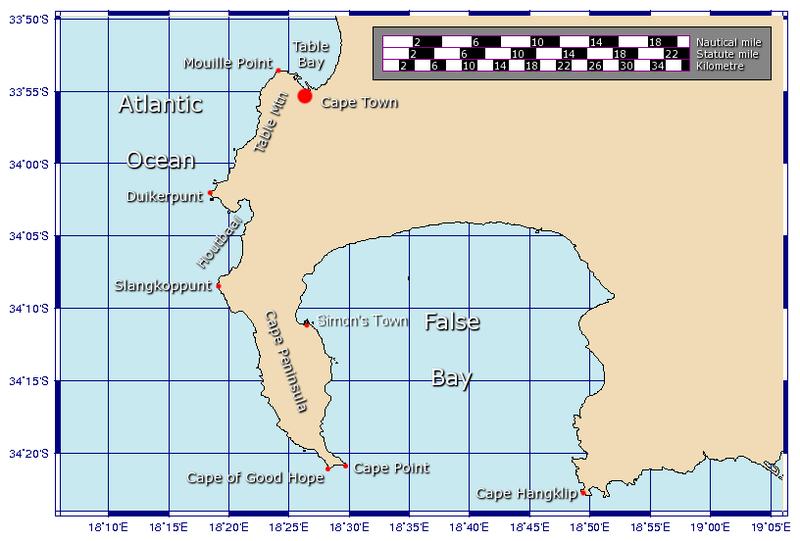 33°50'S
33°55'S
34°00'S
34°05'S
34°10'S
34°15'S
34°20'S
2 6 10 14 18 Nautical mile
2 6 10 14 18 22 Statute mile
2 6 10 14 18 22 26 30 34 Kilometre
Table
Bay
Mouille Point
Cape Town
Table Mtn
Atlantic
Ocean
Duikerpunt
Houtbaai
Slangkoppunt
Simon's Town
False
Bay
Cape Peninsula
Cape Point
Cape of Good Hope
Cape Hangklip
18°10'E 18°15'E 18°20'E 18°25'E 18°30'E 18°35'E 18°40'E 18°45'E 18°50'E 18°55'E 19°00'E 19°05'E